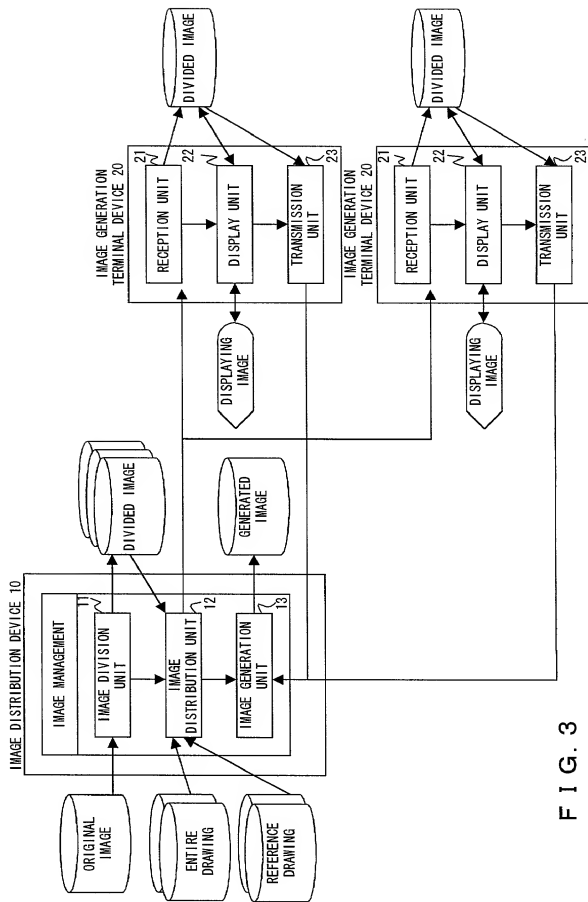 IMAGE DISTRIBUTION DEVICE 10
IMAGE MANAGEMENT
ORIGINAL
IMAGE
11
IMAGE DIVISION
UNIT
DIVIDED IMAGE
ENTIRE
DRAWING
REFERENCE
DRAWING
12
IMAGE
DISTRIBUTION UNIT
13
IMAGE GENERATION
UNIT
GENERATED
IMAGE
IMAGE GENERATION
TERMINAL DEVICE 20
21
RECEPTION UNIT
22
DISPLAY UNIT
23
TRANSMISSION
UNIT
DISPLAYING
IMAGE
DIVIDED IMAGE
IMAGE GENERATION
TERMINAL DEVICE 20
21
RECEPTION UNIT
22
DISPLAY UNIT
23
TRANSMISSION
UNIT
DISPLAYING
IMAGE
DIVIDED IMAGE
FIG. 3